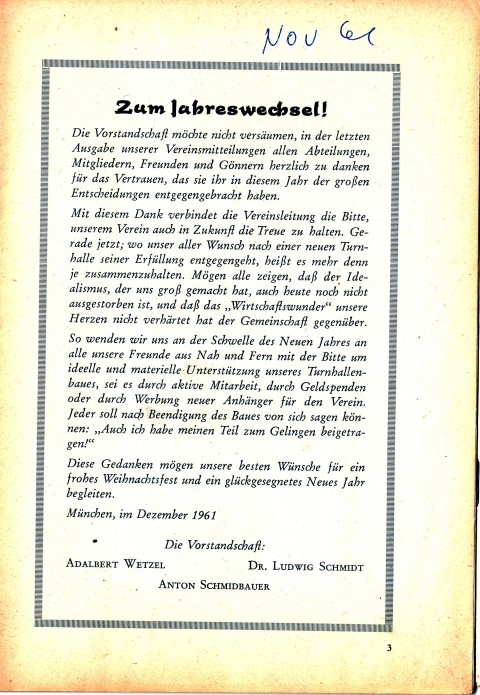 Nov 61
Zum Jahreswechsel!
Die Vorstandschaft möchte nicht versäumen, in der letzten
Ausgabe unserer Vereinsmitteilungen allen Abteilungen,
Mitgliedern, Freunden und Gönnern herzlich zu danken
für das Vertrauen, das sie ihr in diesem Jahr der großen
Entscheidungen entgegengebracht haben.
Mit diesem Dank verbindet die Vereinsleitung die Bitte,
unserem Verein auch in Zukunft die Treue zu halten. Ge-
rade jetzt; wo unser aller Wunsch nach einer neuen Turn-
halle seiner Erfüllung entgegengeht, heißt es mehr denn
je zusammenzuhalten. Mögen alle zeigen, daß der Ide-
alismus, der uns groß gemacht hat, auch heute noch nicht
ausgestorben ist, und daß das „Wirtschaftswunder" unsere
Herzen nicht verhärtet hat der Gemeinschaft gegenüber.
So wenden wir uns an der Schwelle des Neuen Jahres an
alle unsere Freunde aus Nah und Fern mit der Bitte um
ideelle und materielle Unterstützung unseres Turnhallen-
baues, sei es durch aktive Mitarbeit, durch Geldspenden
oder durch Werbung neuer Anhänger für den Verein.
Jeder soll nach Beendigung des Baues von sich sagen kön-
nen: „Auch ich habe meinen Teil zum Gelingen beigetra-
gen!"
Diese Gedanken mögen unsere besten Wünsche für ein
frohes Weihnachtsfest und ein glückgesegnetes Neues Jahr
begleiten.
München, im Dezember 1961
Die Vorstandschaft:
Adalbert Wetzel Dr. Ludwig Schmidt
Anton Schmidbauer
3